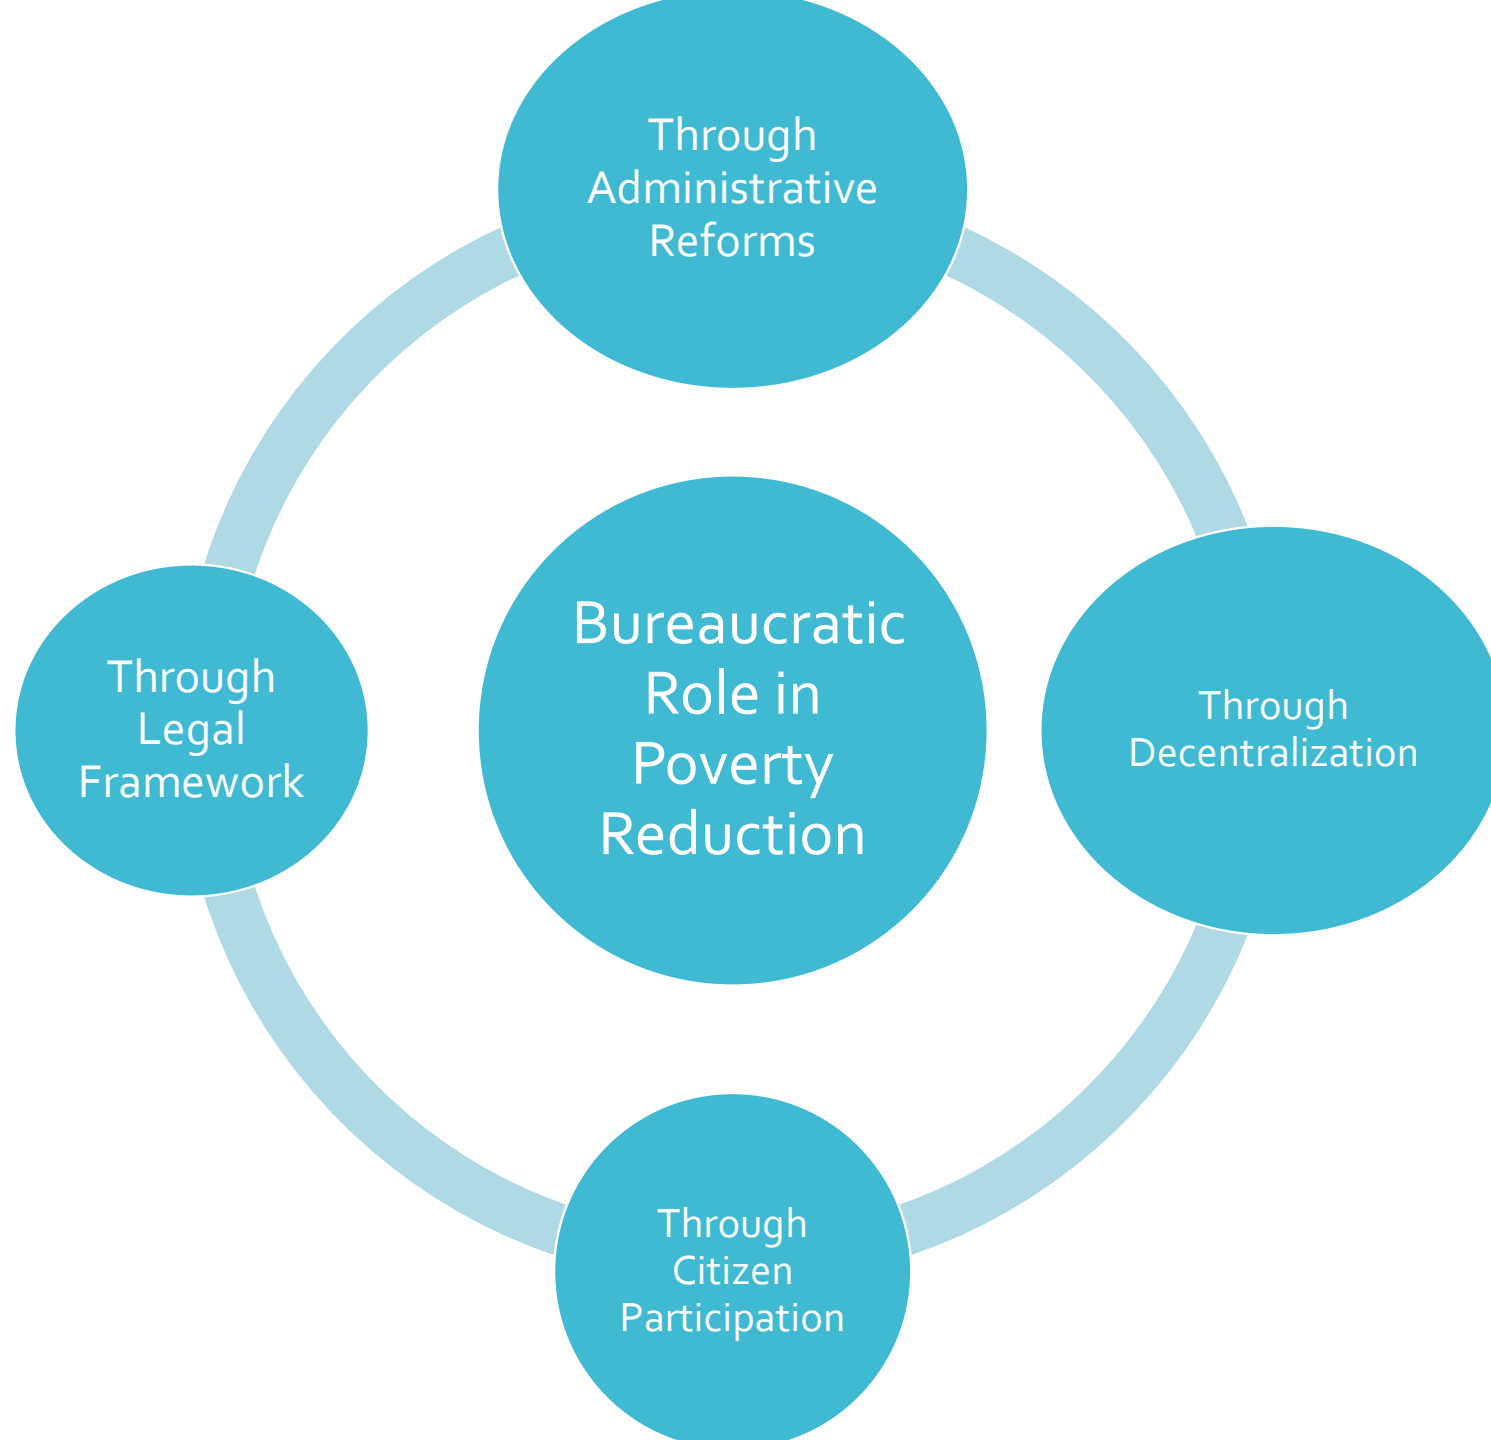 Through
Administrative
Reforms
Bureaucratic
Role in
Poverty
Reduction
Through
Legal
Framework
Through
Decentralization
Through
Citizen
Participation